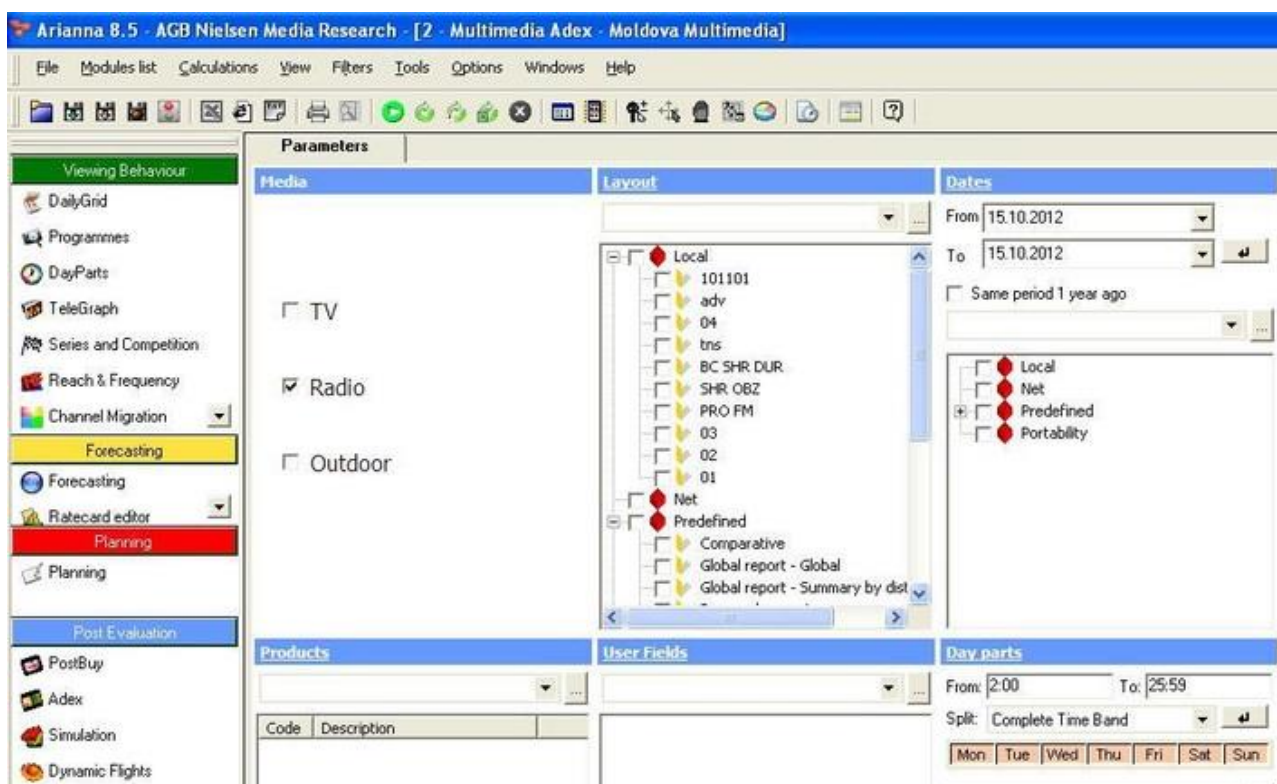 Arianna 8.5 - AGB Nielsen Media Research - [2 - Multimedia Adex - Moldova Multimedia]
File Modules list Calculations View Filters Tools Options Windows Help
Parameters
Viewing Behaviour
DailyGrid
Programmes
DayParts
TeleGraph
Series and Competition
Reach & Frequency
Channel Migration
Forecasting
Forecasting
Ratecard editor
Planning
Planning
Post Evaluation
PostBuy
Adex
Simulation
Dynamic Flights
Media
TV
Radio
Outdoor
Layout
...
Local
101101
adv
04
tns
BC SHR DUR
SHR OBZ
PRO FM
03
02
01
Net
Predefined
Comparative
Global report - Global
Global report - Summary by dist
Dates
From 15.10.2012
To 15.10.2012
Same period 1 year ago
...
Local
Net
Predefined
Portability
Products
...
Code Description
User Fields
...
Day parts
From: 2:00 To: 25:59
Split: Complete Time Band
Mon Tue Wed Thu Fri Sat Sun